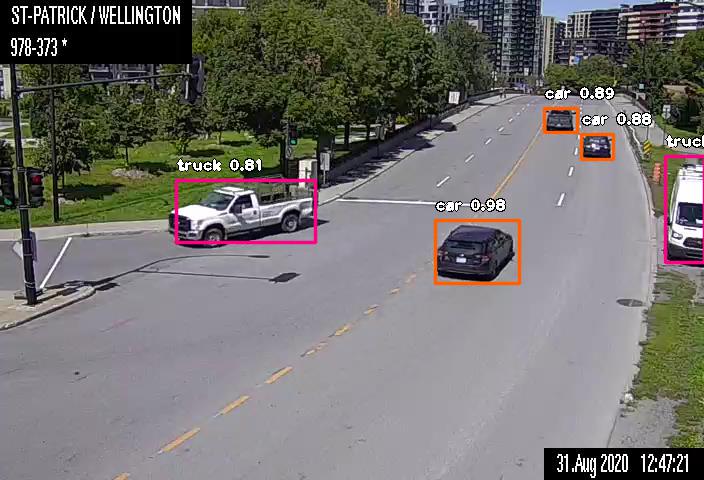 ST-PATRICK / WELLINGTON
978-373 *
car 0.89
car 0.88
truck 0.81
truck
car 0.98
31.Aug 2020 12:47:21